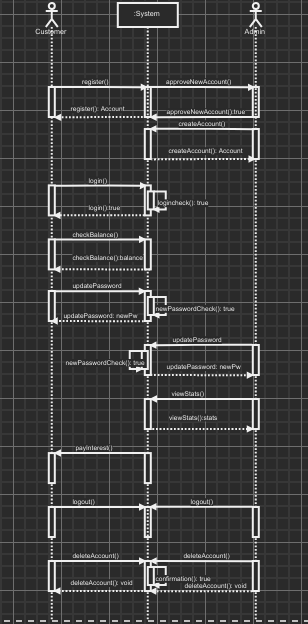 :System
Customer
Admin
register()
approveNewAccount()
register(): Account
approveNewAccount():true
createAccount()
createAccount(): Account
login()
logincheck(): true
login():true
checkBalance()
checkBalance():balance
updatePassword
newPasswordCheck(): true
updatePassword: newPw
updatePassword
newPasswordCheck(): true
updatePassword: newPw
viewStats()
viewStats():stats
payInterest()
logout()
logout()
deleteAccount()
deleteAccount()
confirmation(): true
deleteAccount(): void
deleteAccount(): void